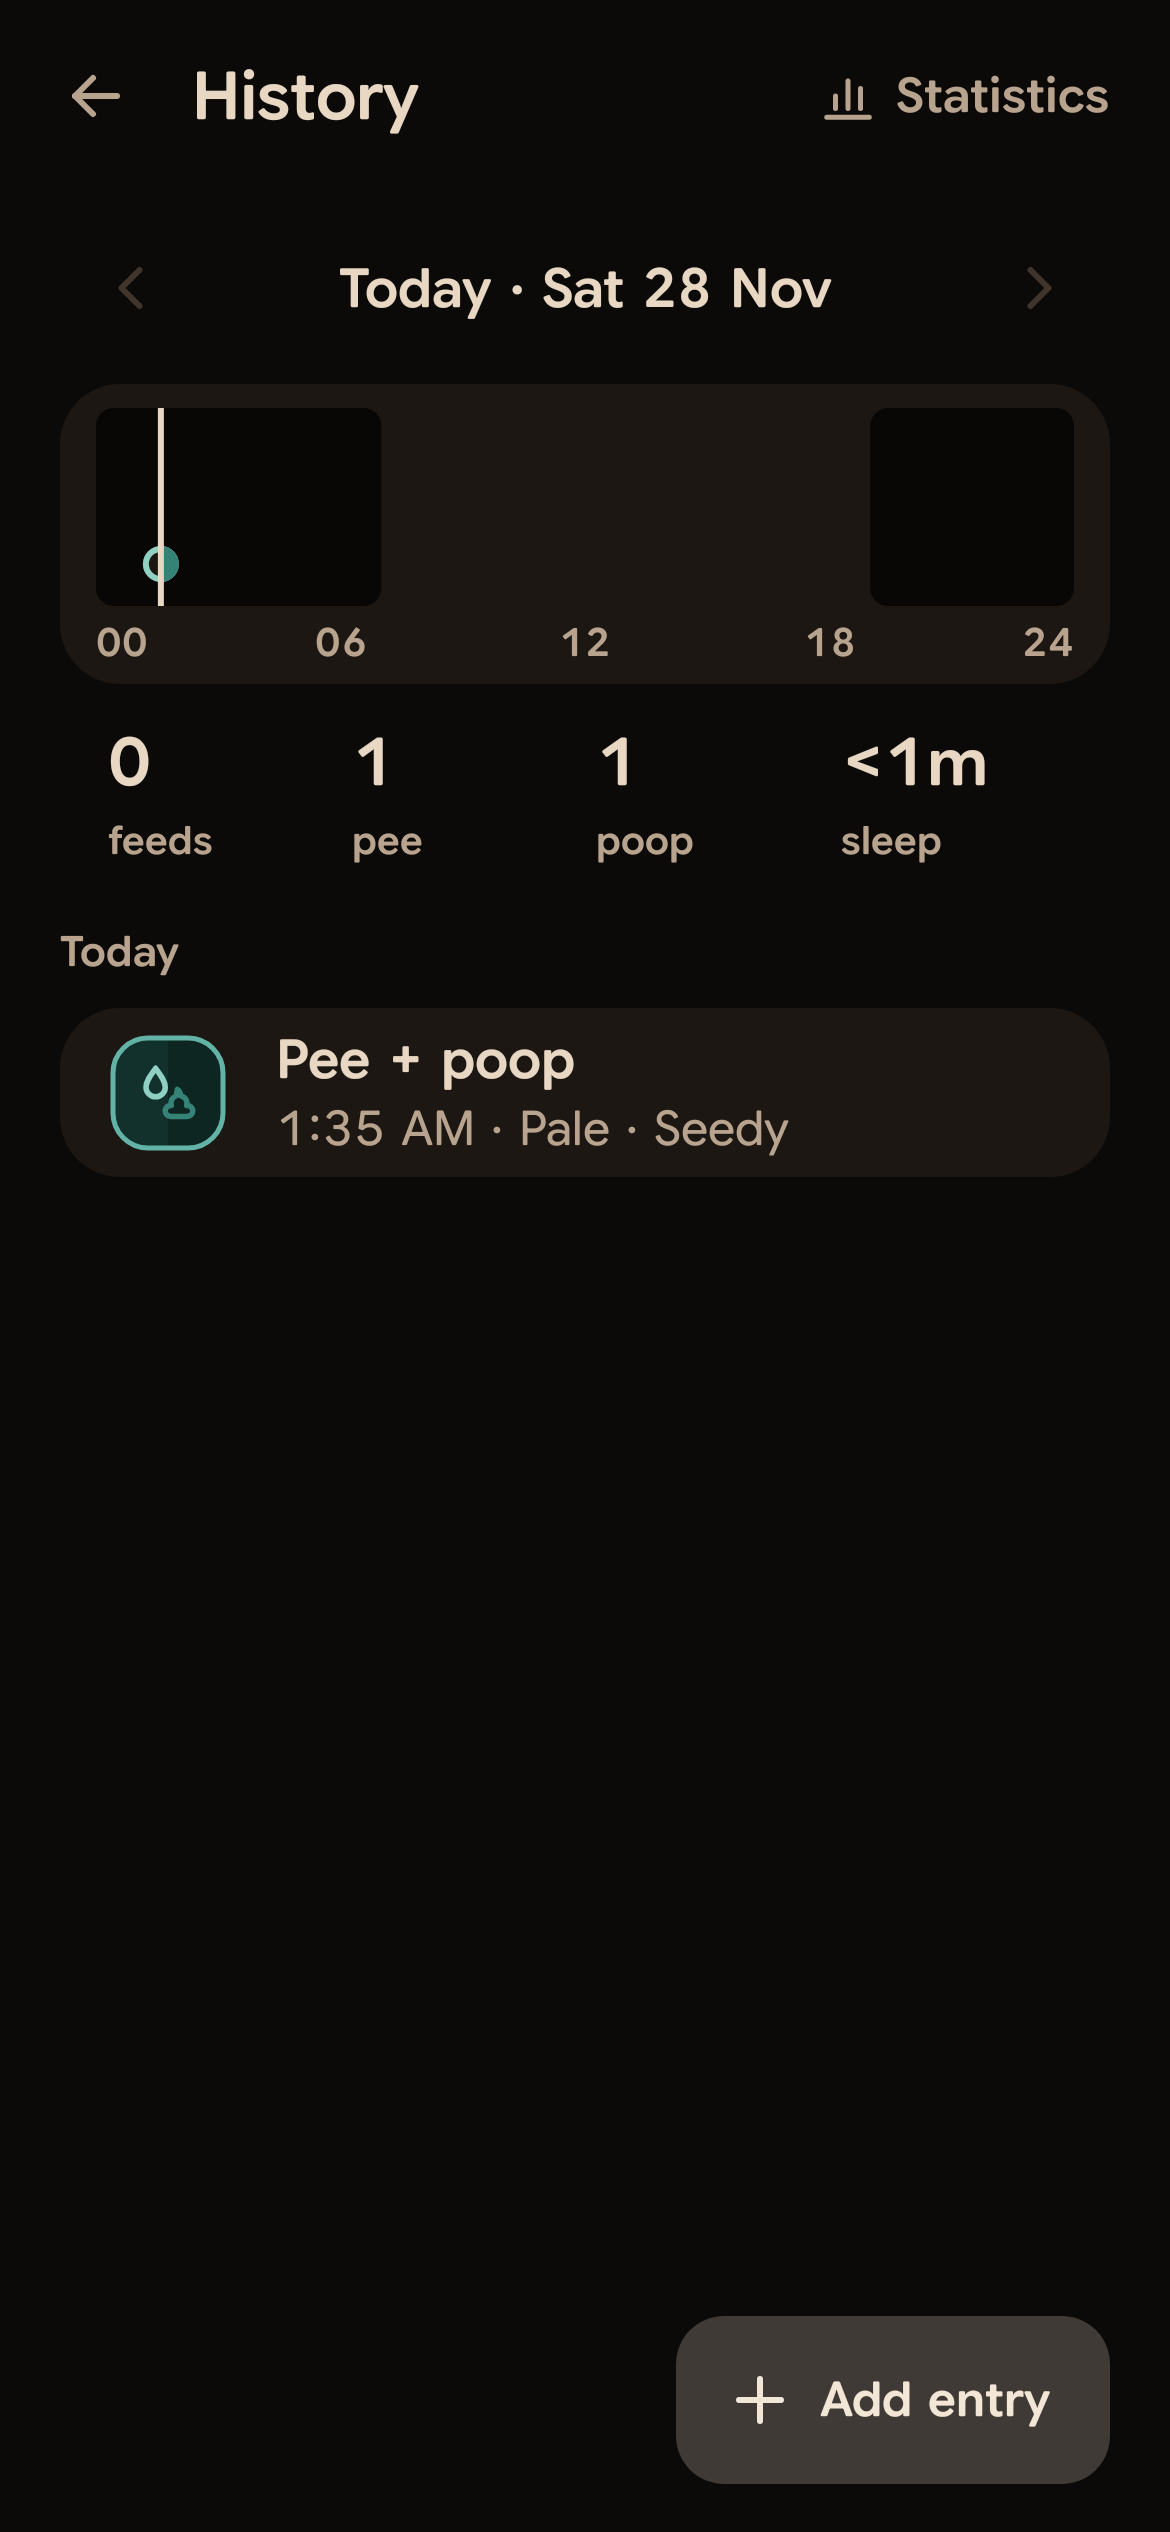 History
Statistics
Today · Sat 28 Nov
00 06 12 18 24
0 1 1 <1m
feeds pee poop sleep
Today
Pee + poop
1:35 AM · Pale · Seedy
Add entry